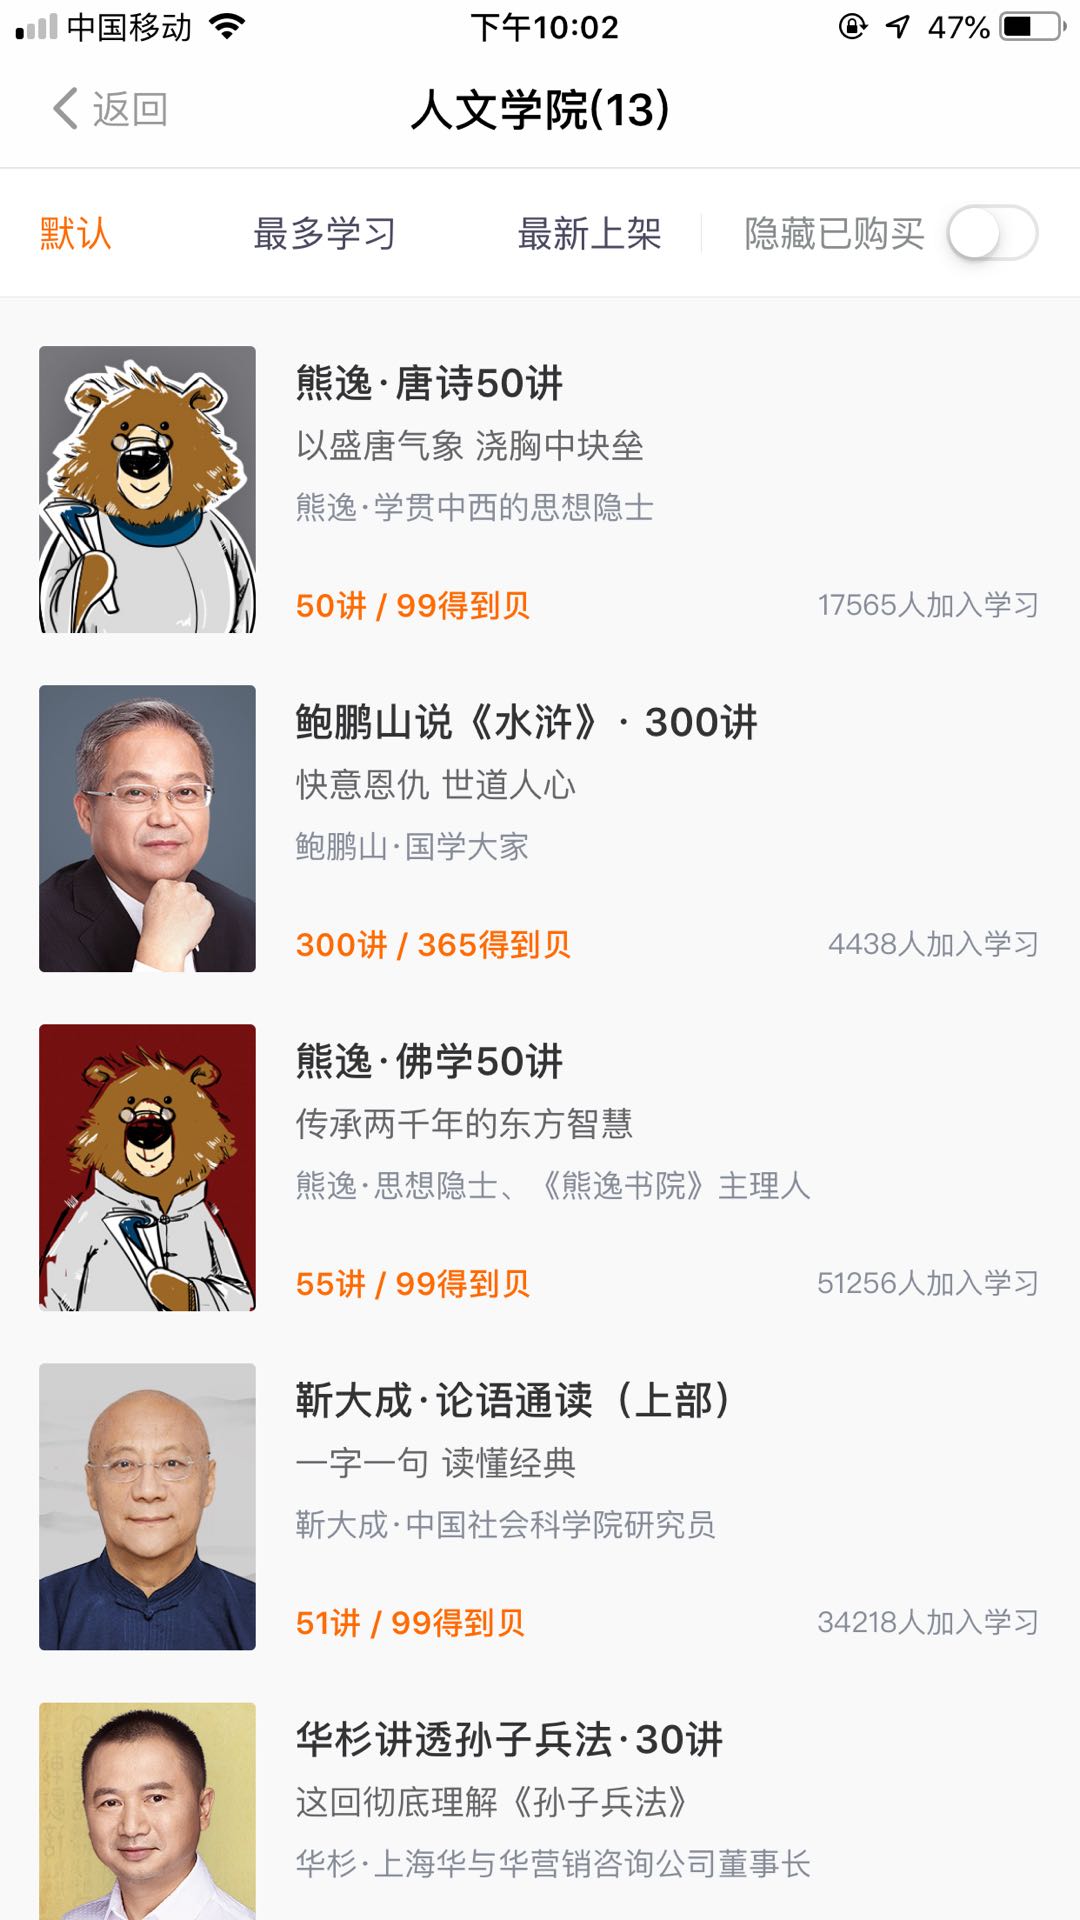 中国移动
下午10:02
47%
返回
人文学院(13)
默认
最多学习
最新上架
隐藏已购买
熊逸·唐诗50讲
以盛唐气象 浇胸中块垒
熊逸·学贯中西的思想隐士
50讲 / 99得到贝
17565人加入学习
鲍鹏山说《水浒》· 300讲
快意恩仇 世道人心
鲍鹏山·国学大家
300讲 / 365得到贝
4438人加入学习
熊逸·佛学50讲
传承两千年的东方智慧
熊逸·思想隐士、《熊逸书院》主理人
55讲 / 99得到贝
51256人加入学习
靳大成·论语通读（上部）
一字一句 读懂经典
靳大成·中国社会科学院研究员
51讲 / 99得到贝
34218人加入学习
华杉讲透孙子兵法·30讲
这回彻底理解《孙子兵法》
华杉·上海华与华营销咨询公司董事长